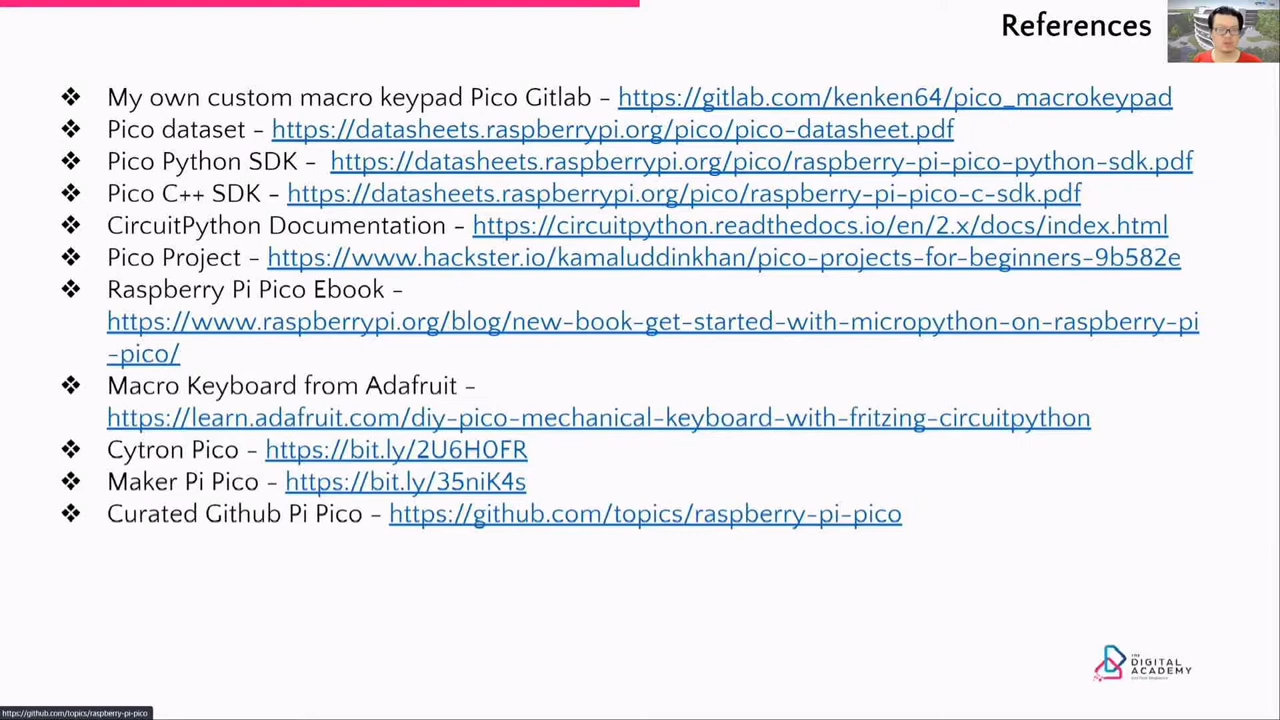 References
❖ My own custom macro keypad Pico Gitlab - https://gitlab.com/kenken64/pico_macrokeypad
❖ Pico dataset - https://datasheets.raspberrypi.org/pico/pico-datasheet.pdf
❖ Pico Python SDK - https://datasheets.raspberrypi.org/pico/raspberry-pi-pico-python-sdk.pdf
❖ Pico C++ SDK - https://datasheets.raspberrypi.org/pico/raspberry-pi-pico-c-sdk.pdf
❖ CircuitPython Documentation - https://circuitpython.readthedocs.io/en/2.x/docs/index.html
❖ Pico Project - https://www.hackster.io/kamaluddinkhan/pico-projects-for-beginners-9b582e
❖ Raspberry Pi Pico Ebook -
https://www.raspberrypi.org/blog/new-book-get-started-with-micropython-on-raspberry-pi
-pico/
❖ Macro Keyboard from Adafruit -
https://learn.adafruit.com/diy-pico-mechanical-keyboard-with-fritzing-circuitpython
❖ Cytron Pico - https://bit.ly/2U6H0FR
❖ Maker Pi Pico - https://bit.ly/35niK4s
❖ Curated Github Pi Pico - https://github.com/topics/raspberry-pi-pico
THE
DIGITAL
ACADEMY
https://github.com/topics/raspberry-pi-pico